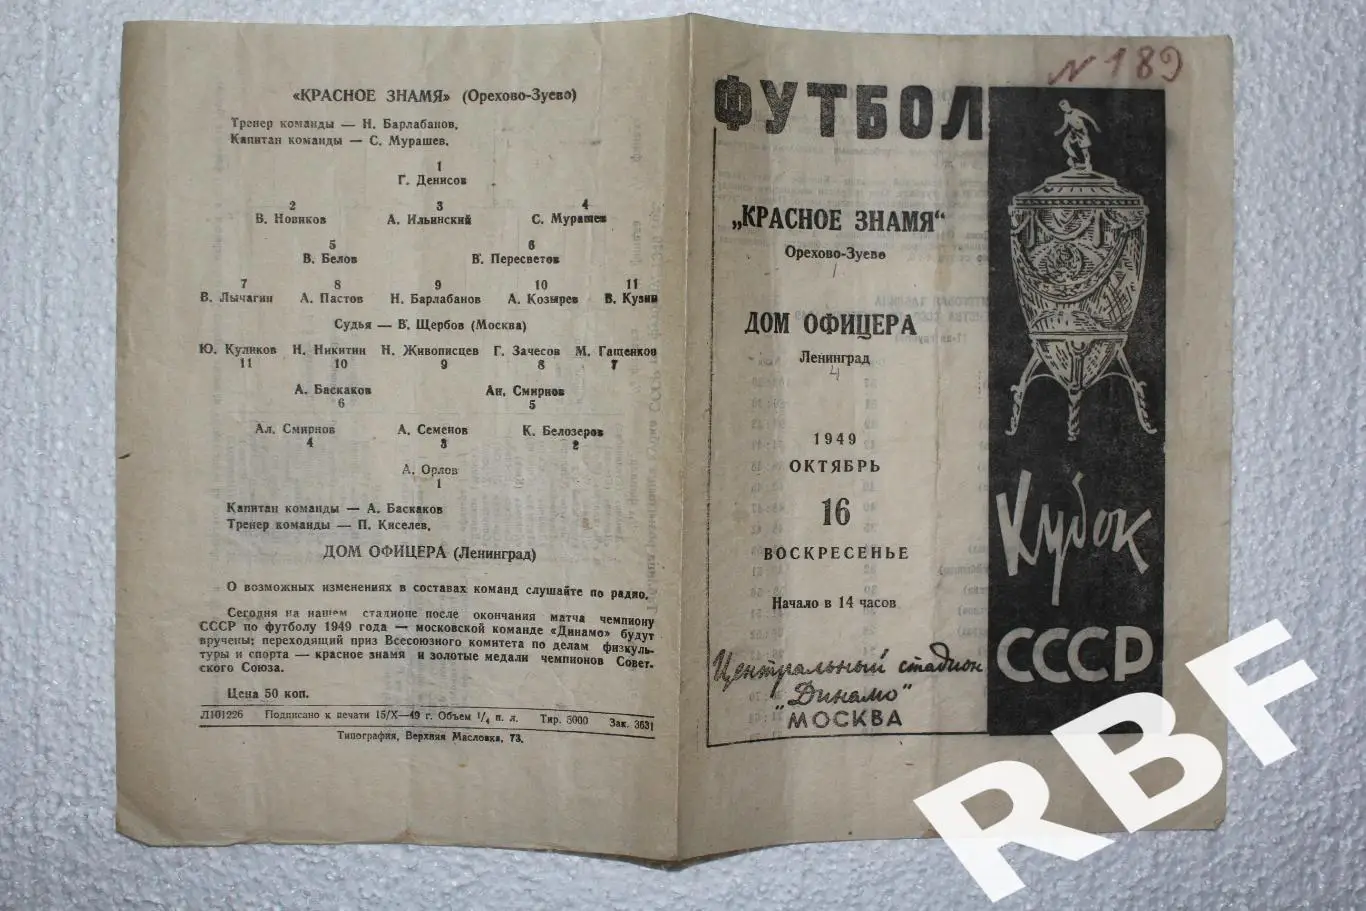 «КРАСНОЕ ЗНАМЯ» (Орехово-Зуево)
Тренер команды — Н. Барлабанов.
Капитан команды — С. Мурашев.
1
Г. Денисов
2 3 4
В. Новиков А. Ильинский С. Мурашев
5 6
В. Белов В. Пересветов
7 8 9 10 11
В. Лычагин А. Пастов Н. Барлабанов А. Козырев В. Кузин
Судья — В. Щербов (Москва)
Ю. Куликов Н. Никитин Н. Живописцев Г. Зачесов М. Гащенков
11 10 9 8 7
А. Баскаков Ан. Смирнов
6 5
Ал. Смирнов А. Семенов К. Белозеров
4 3 2
А. Орлов
1
Капитан команды — А. Баскаков
Тренер команды — П. Киселев.
ДОМ ОФИЦЕРА (Ленинград)
О возможных изменениях в составах команд слушайте по радио.
Сегодня на нашем стадионе после окончания матча чемпиону
СССР по футболу 1949 года — московской команде «Динамо» будут
вручены: переходящий приз Всесоюзного комитета по делам физкуль-
туры и спорта — красное знамя и золотые медали чемпионов Совет-
ского Союза.
Цена 50 коп.
Л101226 Подписано к печати 15/X—49 г. Объем 1/4 п. л. Тир. 5000 Зак. 3631
Типография, Верхняя Масловка, 73.
N 189
ФУТБОЛ
„КРАСНОЕ ЗНАМЯ“
Орехово-Зуево
1
ДОМ ОФИЦЕРА
Ленинград
4
1949
ОКТЯБРЬ
16
ВОСКРЕСЕНЬЕ
Начало в 14 часов
Центральный стадион
"Динамо"
МОСКВА
Кубок
СССР
RBF